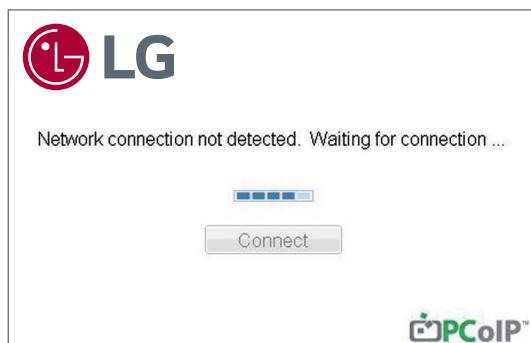 LG
Network connection not detected. Waiting for connection ...
Connect
PCoIP™